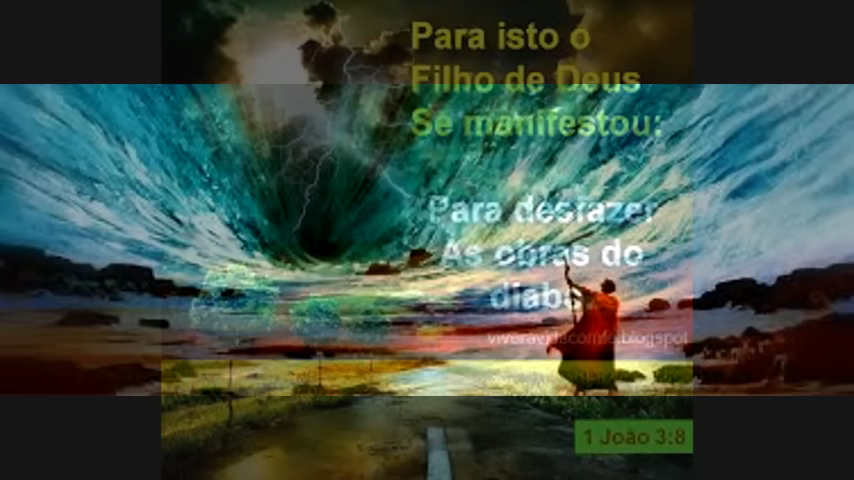 Para isto o
Filho de Deus
Se manifestou:
Para desfazer
As obras do
diabo
viveravidacomfe.blogspot
1 João 3:8